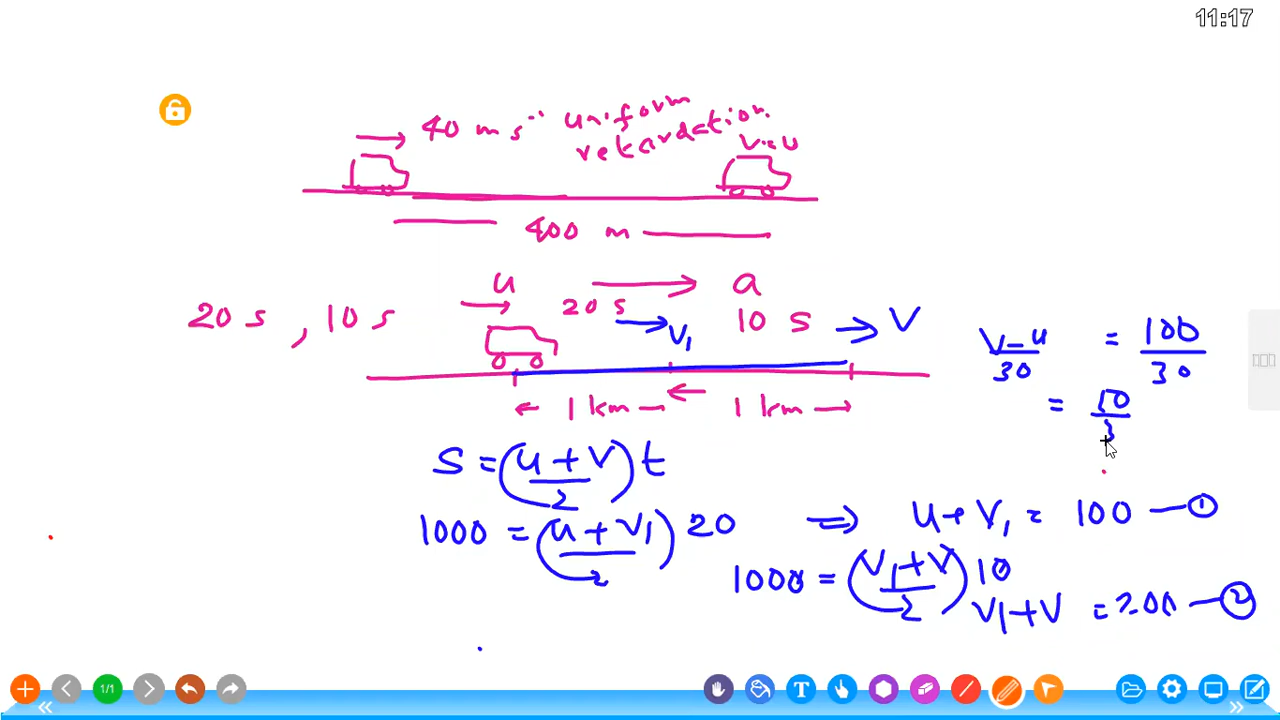 11:17
40 m s⁻¹ uniform
retardation
v=u
400 m
u
a
20 s , 10 s
20 s
V₁
10 s
V
1 km
1 km
V-u/30 = 100/30
= 10/3
S = (u+V/2) t
1000 = (u+V₁/2) 20 ⇒ u+V₁ = 100 — ①
1000 = (V₁+V/2) 10
V₁+V = 200 — ②
1/1
T